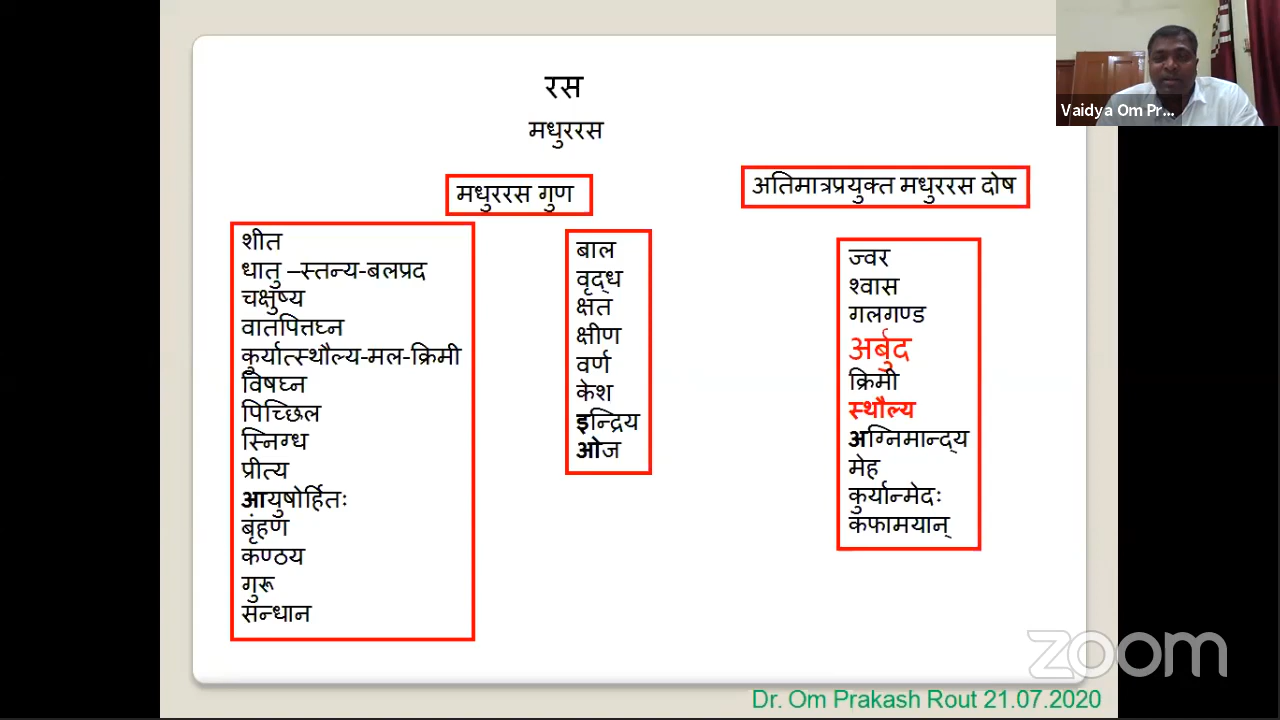 रस
मधुररस
मधुररस गुण
अतिमात्रप्रयुक्त मधुररस दोष
शीत
धातु –स्तन्य-बलप्रद
चक्षुष्य
वातपित्तघ्न
कुर्यात्स्थौल्य-मल-क्रिमी
विषघ्न
पिच्छिल
स्निग्ध
प्रीत्य
आयुषोर्हितः
बृंहण
कण्ठय
गुरू
सन्धान
बाल
वृद्ध
क्षत
क्षीण
वर्ण
केश
इन्द्रिय
ओज
ज्वर
श्वास
गलगण्ड
अर्बुद
क्रिमी
स्थौल्य
अग्निमान्द्य
मेह
कुर्यान्मेदः
कफामयान्
Vaidya Om Pr...
zoom
Dr. Om Prakash Rout 21.07.2020